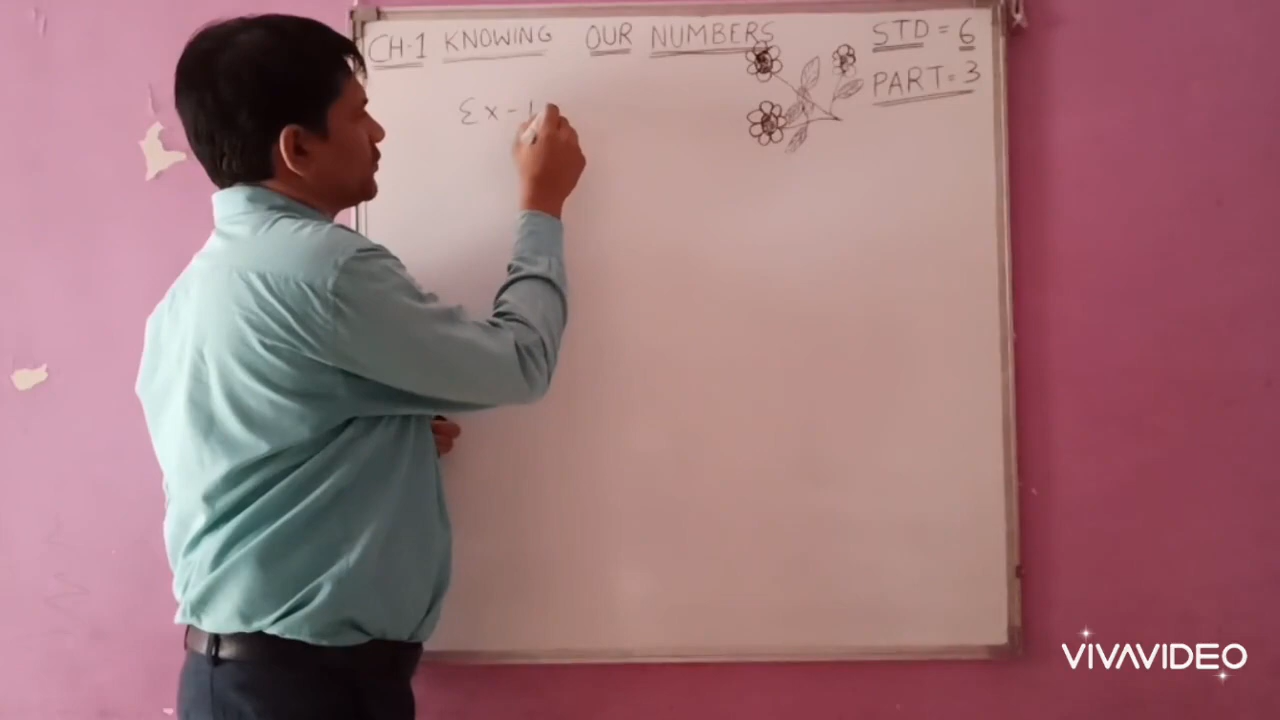 CH-1 KNOWING OUR NUMBERS
STD = 6
PART = 3
Ex - 1
VIVAVIDEO